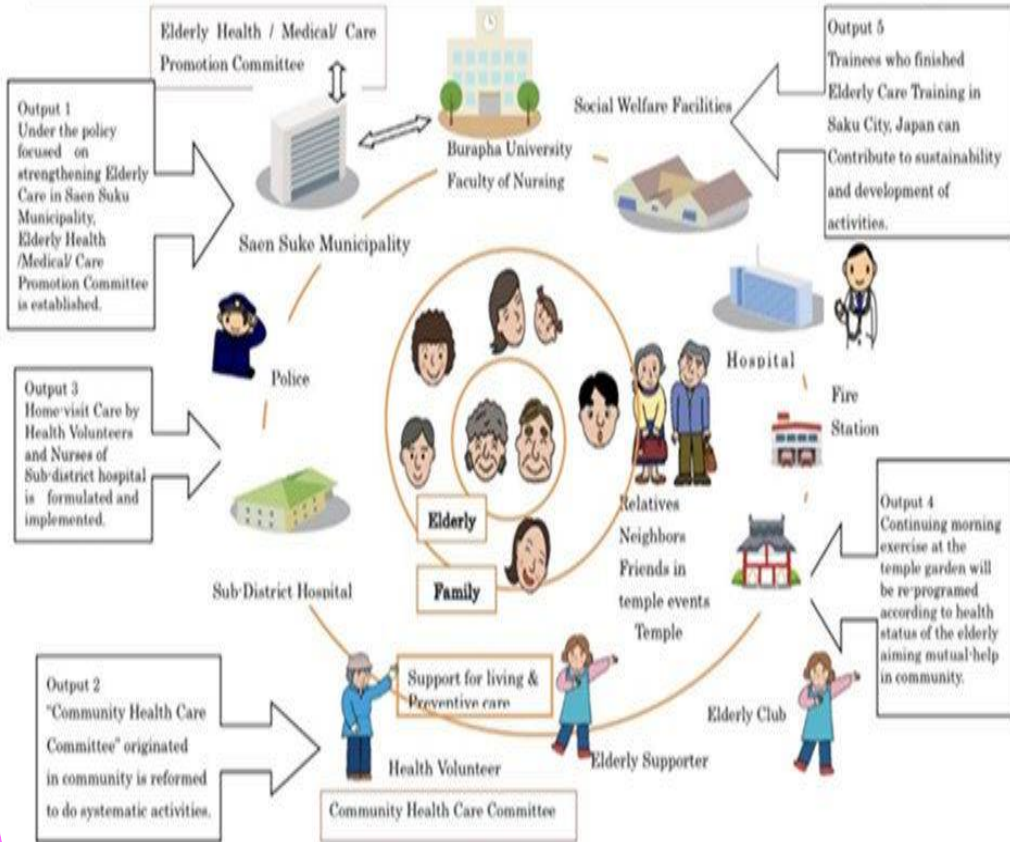 Elderly Health / Medical/ Care
Promotion Committee
Output 1
Under the policy
focused on
strengthening Elderly
Care in Saen Suku
Municipality,
Elderly Health
/Medical/ Care
Promotion Committee
is established.
Saen Suke Municipality
Burapha University
Faculty of Nursing
Social Welfare Facilities
Output 5
Trainees who finished
Elderly Care Training in
Saku City, Japan can
Contribute to sustainability
and development of
activities.
Hospital
Fire
Station
Police
Output 3
Home-visit Care by
Health Volunteers
and Nurses of
Sub-district hospital
is formulated and
implemented.
Sub-District Hospital
Elderly
Family
Relatives
Neighbors
Friends in
temple events
Temple
Output 4
Continuing morning
exercise at the
temple garden will
be re-programed
according to health
status of the elderly
aiming mutual-help
in community.
Elderly Club
Elderly Supporter
Support for living &
Preventive care
Health Volunteer
Community Health Care Committee
Output 2
"Community Health Care
Committee" originated
in community is reformed
to do systematic activities.